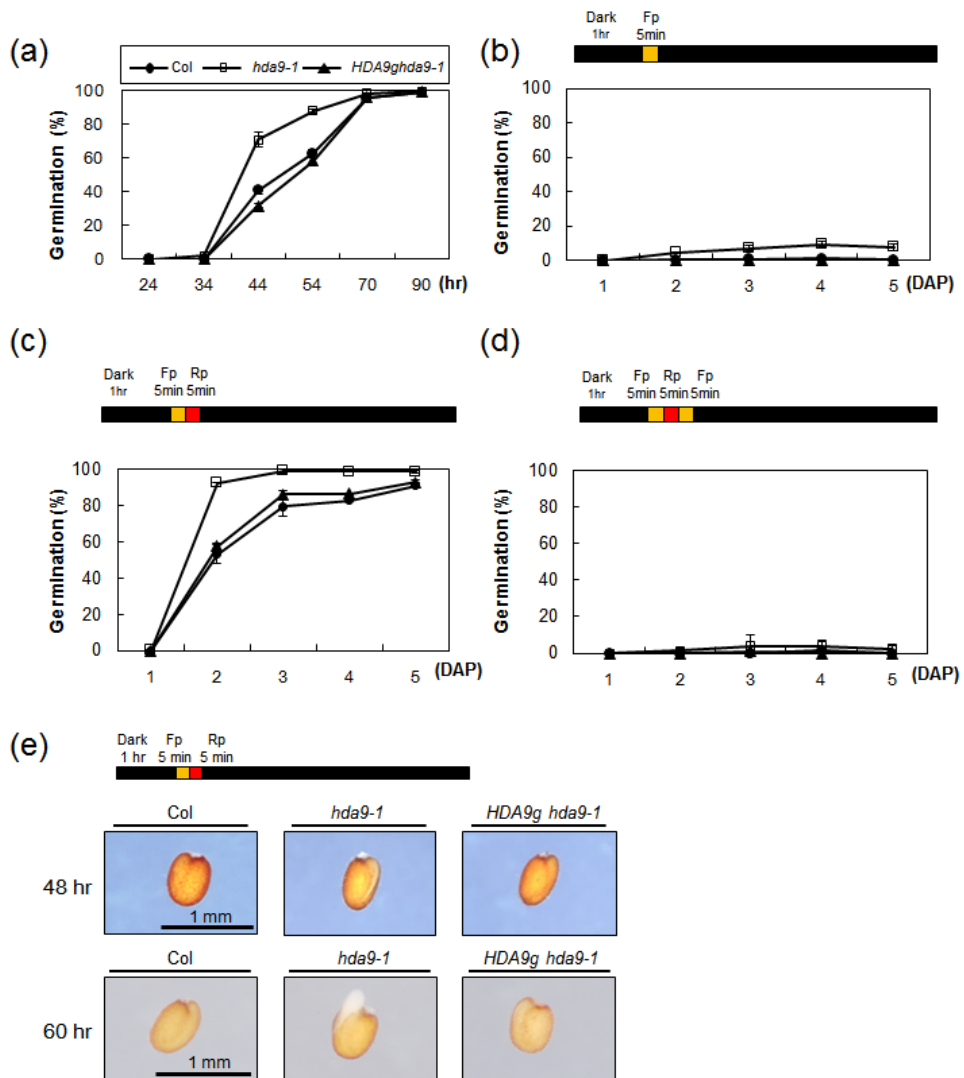 (a)
Col hda9-1 HDA9ghda9-1
Germination (%)
100
80
60
40
20
0
24 34 44 54 70 90 (hr)
(b)
Dark Fp
1hr 5min
Germination (%)
100
80
60
40
20
0
1 2 3 4 5 (DAP)
(c)
Dark Fp Rp
1hr 5min 5min
Germination (%)
100
80
60
40
20
0
1 2 3 4 5 (DAP)
(d)
Dark Fp Rp Fp
1hr 5min 5min 5min
Germination (%)
100
80
60
40
20
0
1 2 3 4 5 (DAP)
(e)
Dark Fp Rp
1 hr 5 min 5 min
Col hda9-1 HDA9g hda9-1
48 hr
1 mm
Col hda9-1 HDA9g hda9-1
60 hr
1 mm